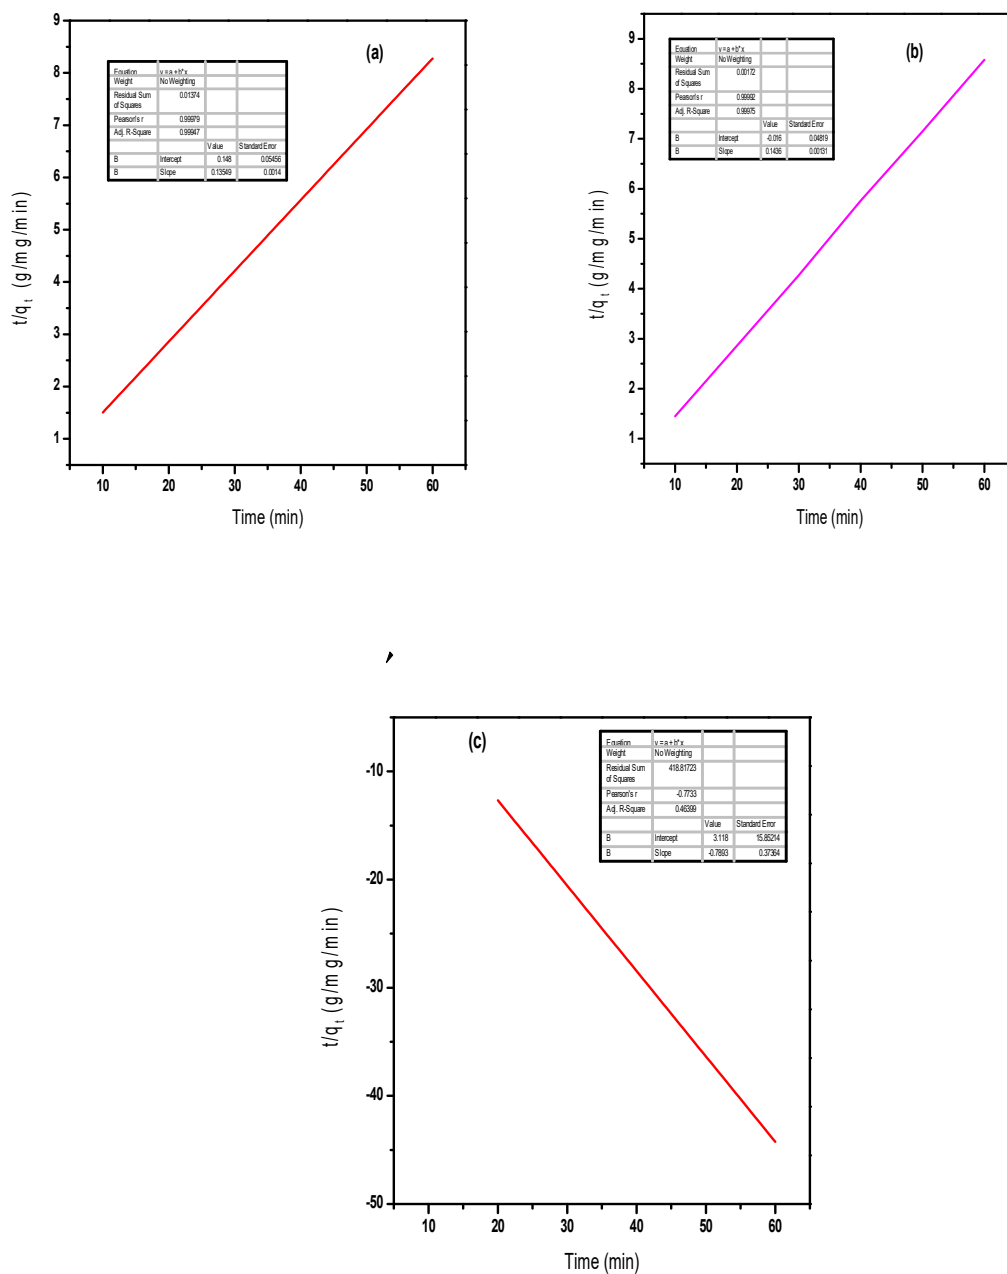 (a)
Equation y = a + b*x
Weight No Weighting
Residual Sum of Squares 0.01374
Pearson's r 0.99979
Adj. R-Square 0.99947
Value Standard Error
B Intercept 0.148 0.05456
B Slope 0.13549 0.0014
9
8
7
6
5
4
3
2
1
t/qt (g/mg/min)
10 20 30 40 50 60
Time (min)
(b)
Equation y = a + b*x
Weight No Weighting
Residual Sum of Squares 0.00172
Pearson's r 0.99992
Adj. R-Square 0.99975
Value Standard Error
B Intercept -0.016 0.04819
B Slope 0.1436 0.00131
9
8
7
6
5
4
3
2
1
t/qt (g/mg/min)
10 20 30 40 50 60
Time (min)
(c)
Equation y = a + b*x
Weight No Weighting
Residual Sum of Squares 418.81723
Pearson's r -0.7733
Adj. R-Square 0.46399
Value Standard Error
B Intercept 3.118 15.85214
B Slope -0.7893 0.37364
-10
-20
-30
-40
-50
t/qt (g/mg/min)
10 20 30 40 50 60
Time (min)